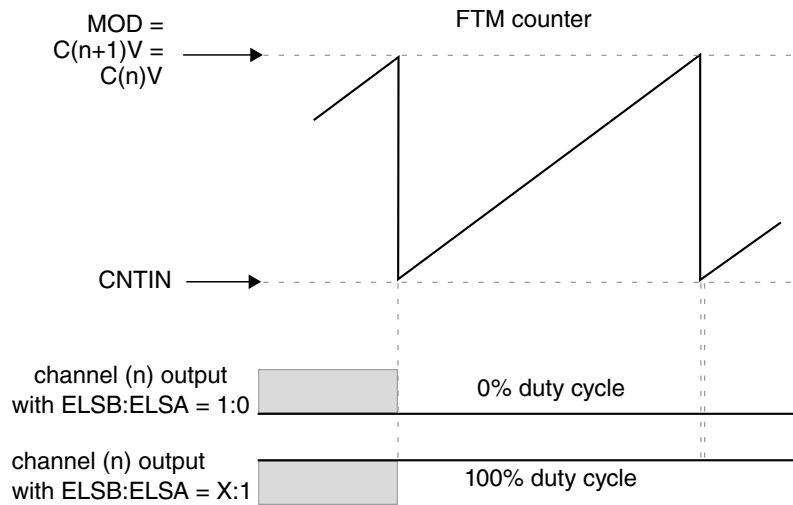 FTM counter
MOD =
C(n+1)V =
C(n)V
CNTIN
channel (n) output
with ELSB:ELSA = 1:0
0% duty cycle
channel (n) output
with ELSB:ELSA = X:1
100% duty cycle